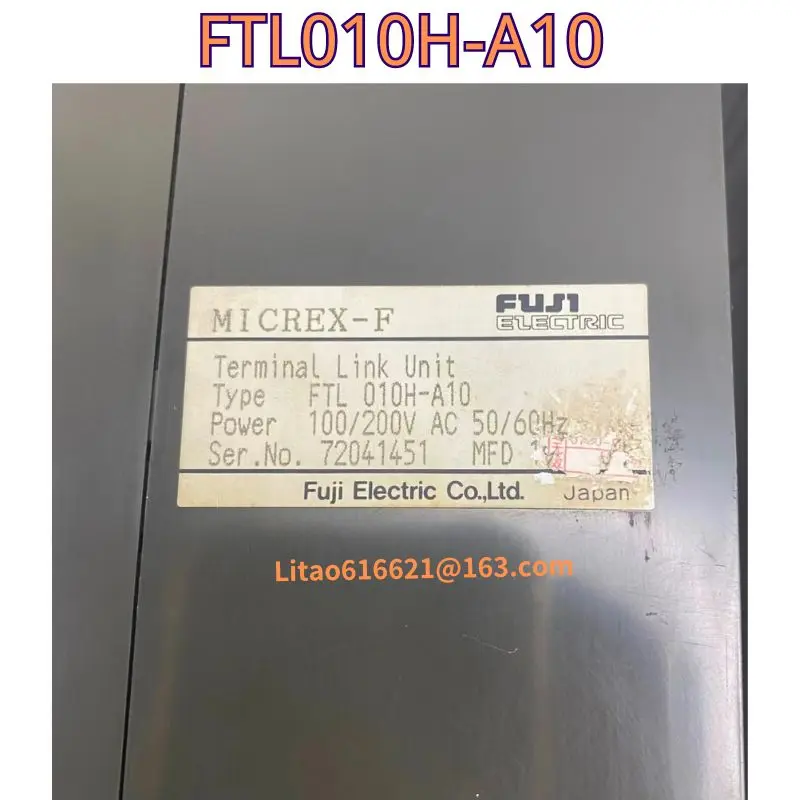 FTL010H-A10
MICREX-F FUJI ELECTRIC
Terminal Link Unit
Type FTL 010H-A10
Power 100/200V AC 50/60Hz
Ser.No. 72041451 MFD
Fuji Electric Co.,Ltd. Japan
Litao616621@163.com